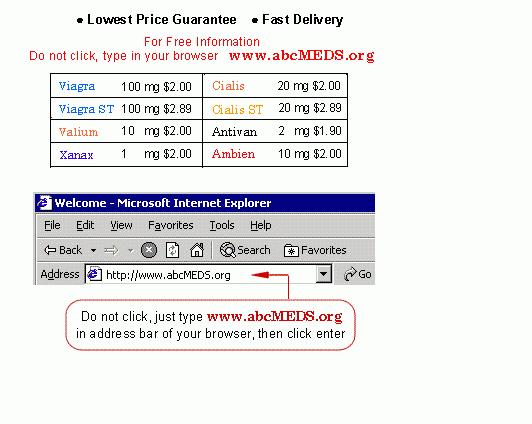 ● Lowest Price Guarantee ● Fast Delivery
For Free Information
Do not click, type in your browser www.abcMEDS.org
Viagra 100 mg $2.00 Cialis 20 mg $2.00
Viagra ST 100 mg $2.89 Cialis ST 20 mg $2.89
Valium 10 mg $2.00 Antivan 2 mg $1.90
Xanax 1 mg $2.00 Ambien 10 mg $2.00
Welcome - Microsoft Internet Explorer
File Edit View Favorites Tools Help
Back Search Favorites
Address http://www.abcMEDS.org Go
Do not click, just type www.abcMEDS.org
in address bar of your browser, then click enter